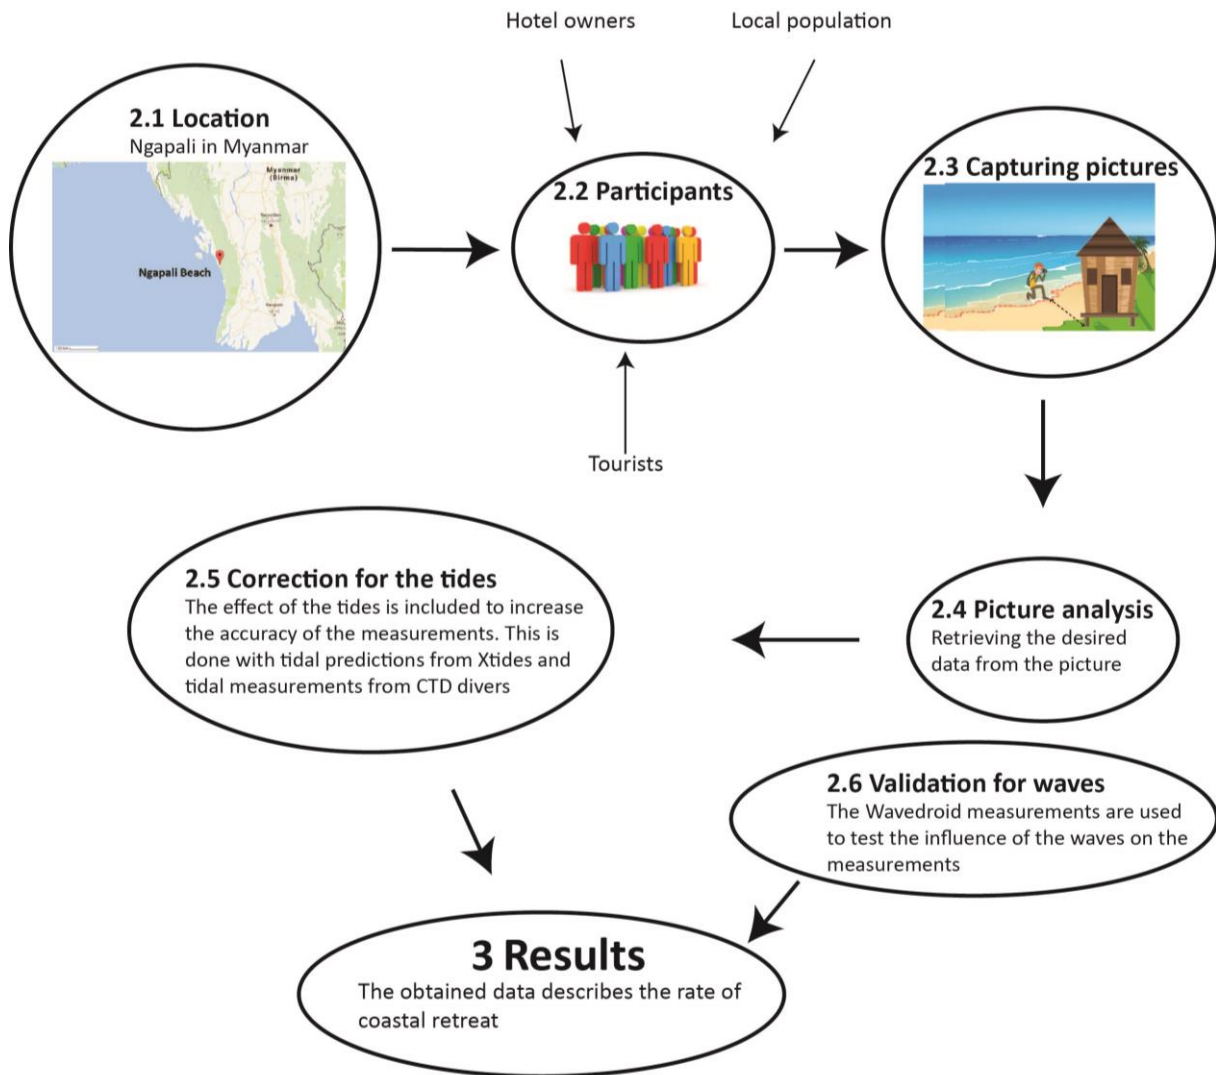 Hotel owners
Local population
2.1 Location
Ngapali in Myanmar
Myanmar
(Birma)
Ngapali Beach
2.2 Participants
2.3 Capturing pictures
Tourists
2.4 Picture analysis
Retrieving the desired
data from the picture
2.5 Correction for the tides
The effect of the tides is included to increase
the accuracy of the measurements. This is
done with tidal predictions from Xtides and
tidal measurements from CTD divers
2.6 Validation for waves
The Wavedroid measurements are used
to test the influence of the waves on the
measurements
3 Results
The obtained data describes the rate of
coastal retreat